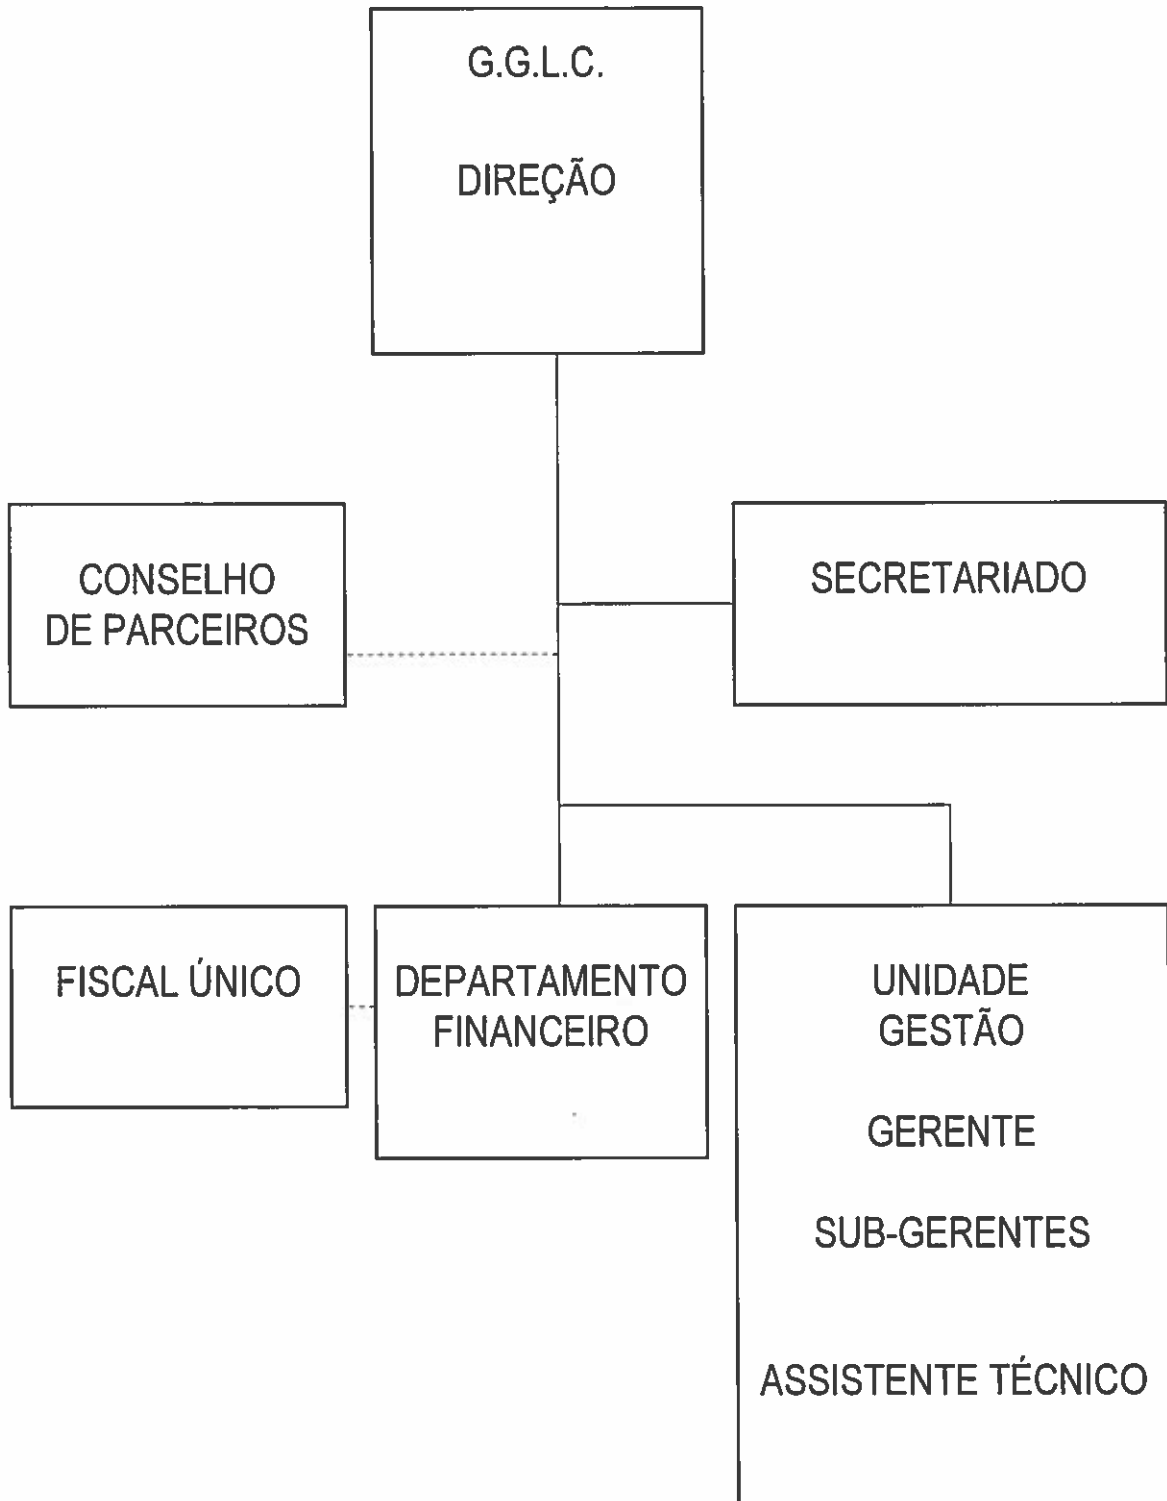 G.G.L.C.
DIREÇÃO
CONSELHO
DE PARCEIROS
SECRETARIADO
FISCAL ÚNICO
DEPARTAMENTO
FINANCEIRO
UNIDADE
GESTÃO
GERENTE
SUB-GERENTES
ASSISTENTE TÉCNICO